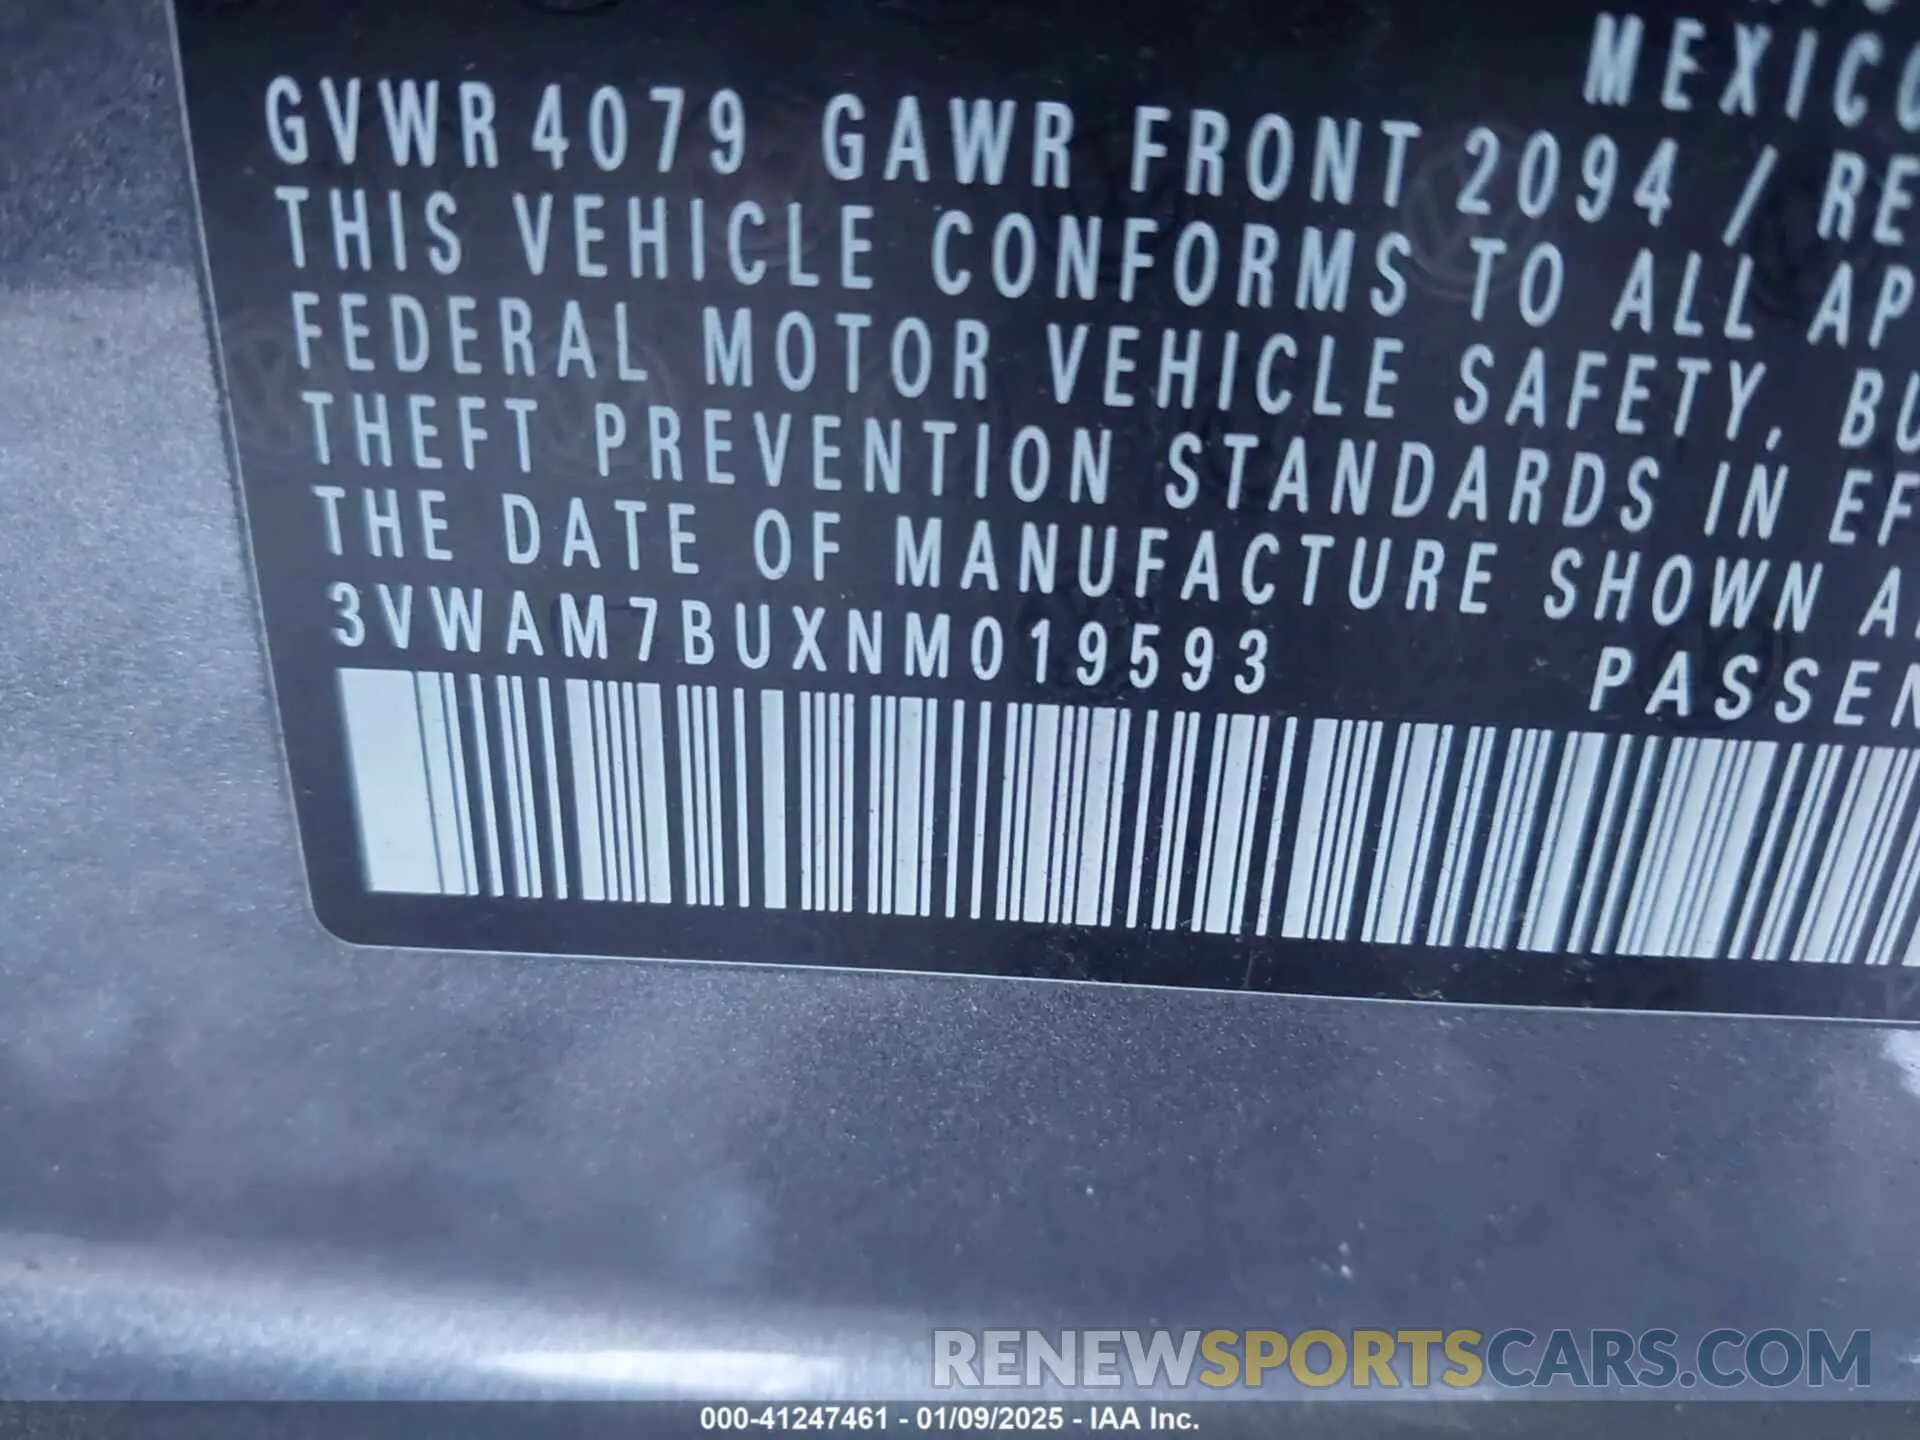 MEXICO
GVWR 4079 GAWR FRONT 2094 / RE
THIS VEHICLE CONFORMS TO ALL AP
FEDERAL MOTOR VEHICLE SAFETY, BU
THEFT PREVENTION STANDARDS IN EF
THE DATE OF MANUFACTURE SHOWN A
3VWAM7BUXNM019593
PASSEN
RENEWSPORTSCARS.COM
000-41247461 - 01/09/2025 - IAA Inc.